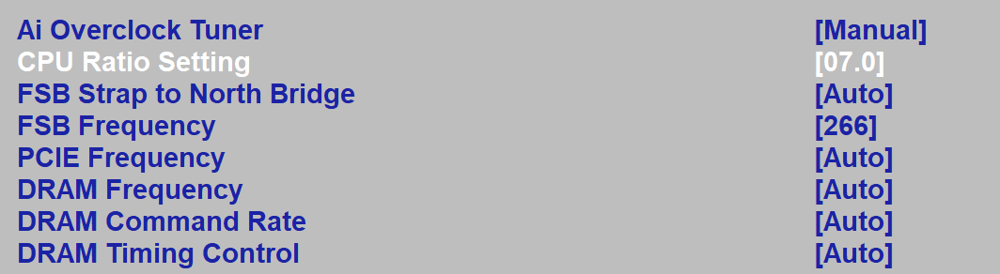 Ai Overclock Tuner [Manual]
CPU Ratio Setting [07.0]
FSB Strap to North Bridge [Auto]
FSB Frequency [266]
PCIE Frequency [Auto]
DRAM Frequency [Auto]
DRAM Command Rate [Auto]
DRAM Timing Control [Auto]